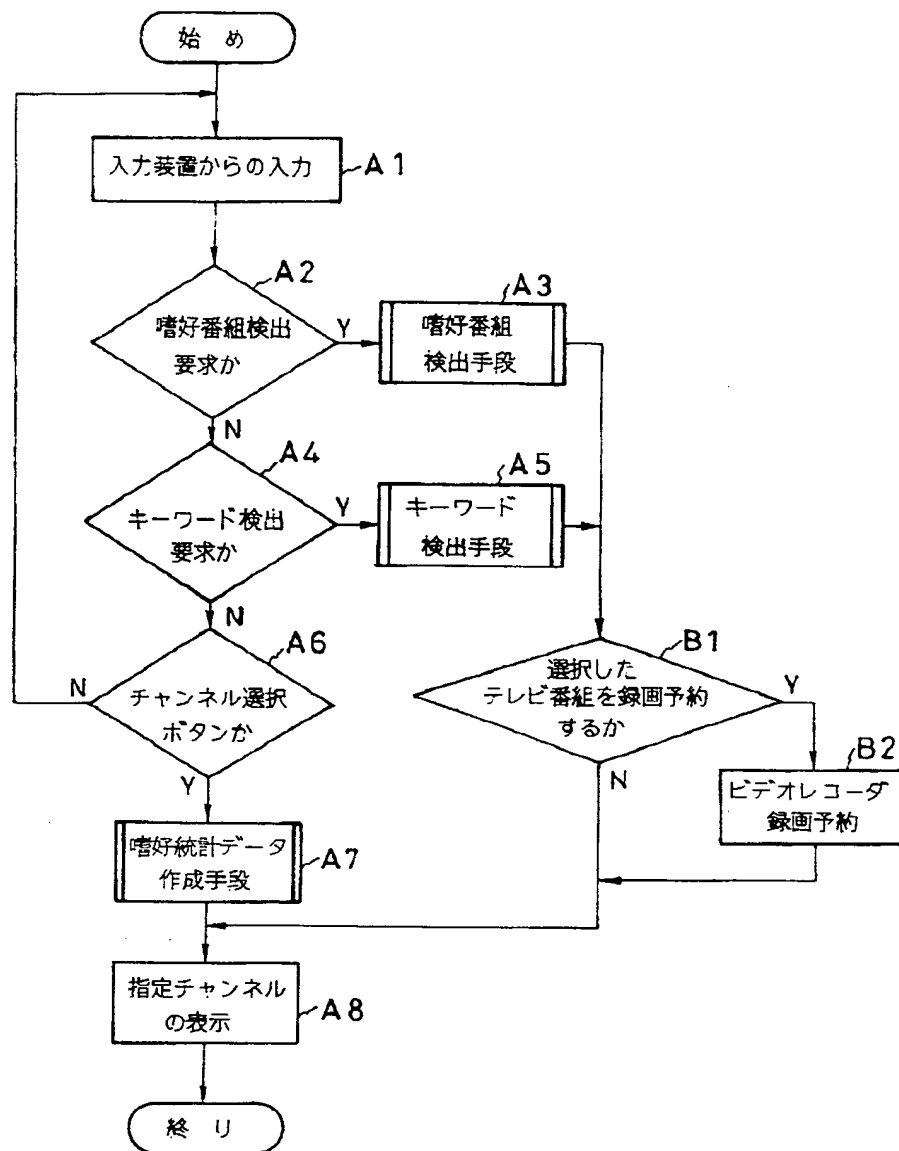 始め
入力装置からの入力
A1
A2
嗜好番組検出
要求か
Y
N
A3
嗜好番組
検出手段
A4
キーワード検出
要求か
Y
N
A5
キーワード
検出手段
A6
チャンネル選択
ボタンか
N
Y
B1
選択した
テレビ番組を録画予約
するか
Y
N
B2
ビデオレコーダ
録画予約
嗜好統計データ
作成手段
A7
指定チャンネル
の表示
A8
終り